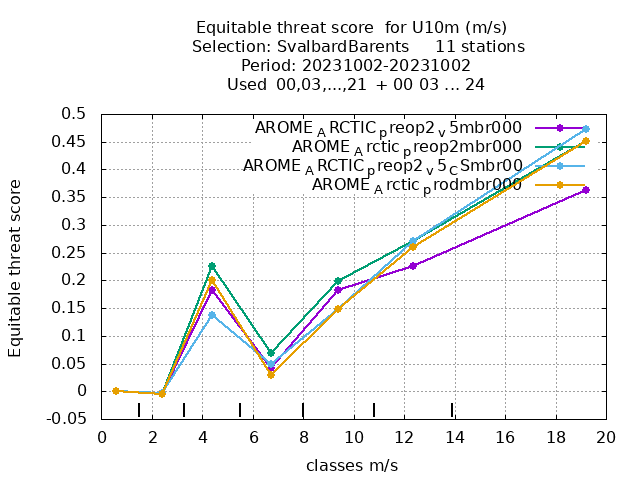 Equitable threat score  for U10m (m/s)
Selection: SvalbardBarents     11 stations
Period: 20231002-20231002
Used  00,03,...,21  + 00 03 ... 24
Equitable threat score
0.5
0.45
0.4
0.35
0.3
0.25
0.2
0.15
0.1
0.05
0
-0.05
AROME_ARCTIC_preop2_v5mbr000
AROME_Arctic_preop2mbr000
AROME_ARCTIC_preop2_v5_CSmbr00
AROME_Arctic_prodmbr000
0 2 4 6 8 10 12 14 16 18 20
classes m/s